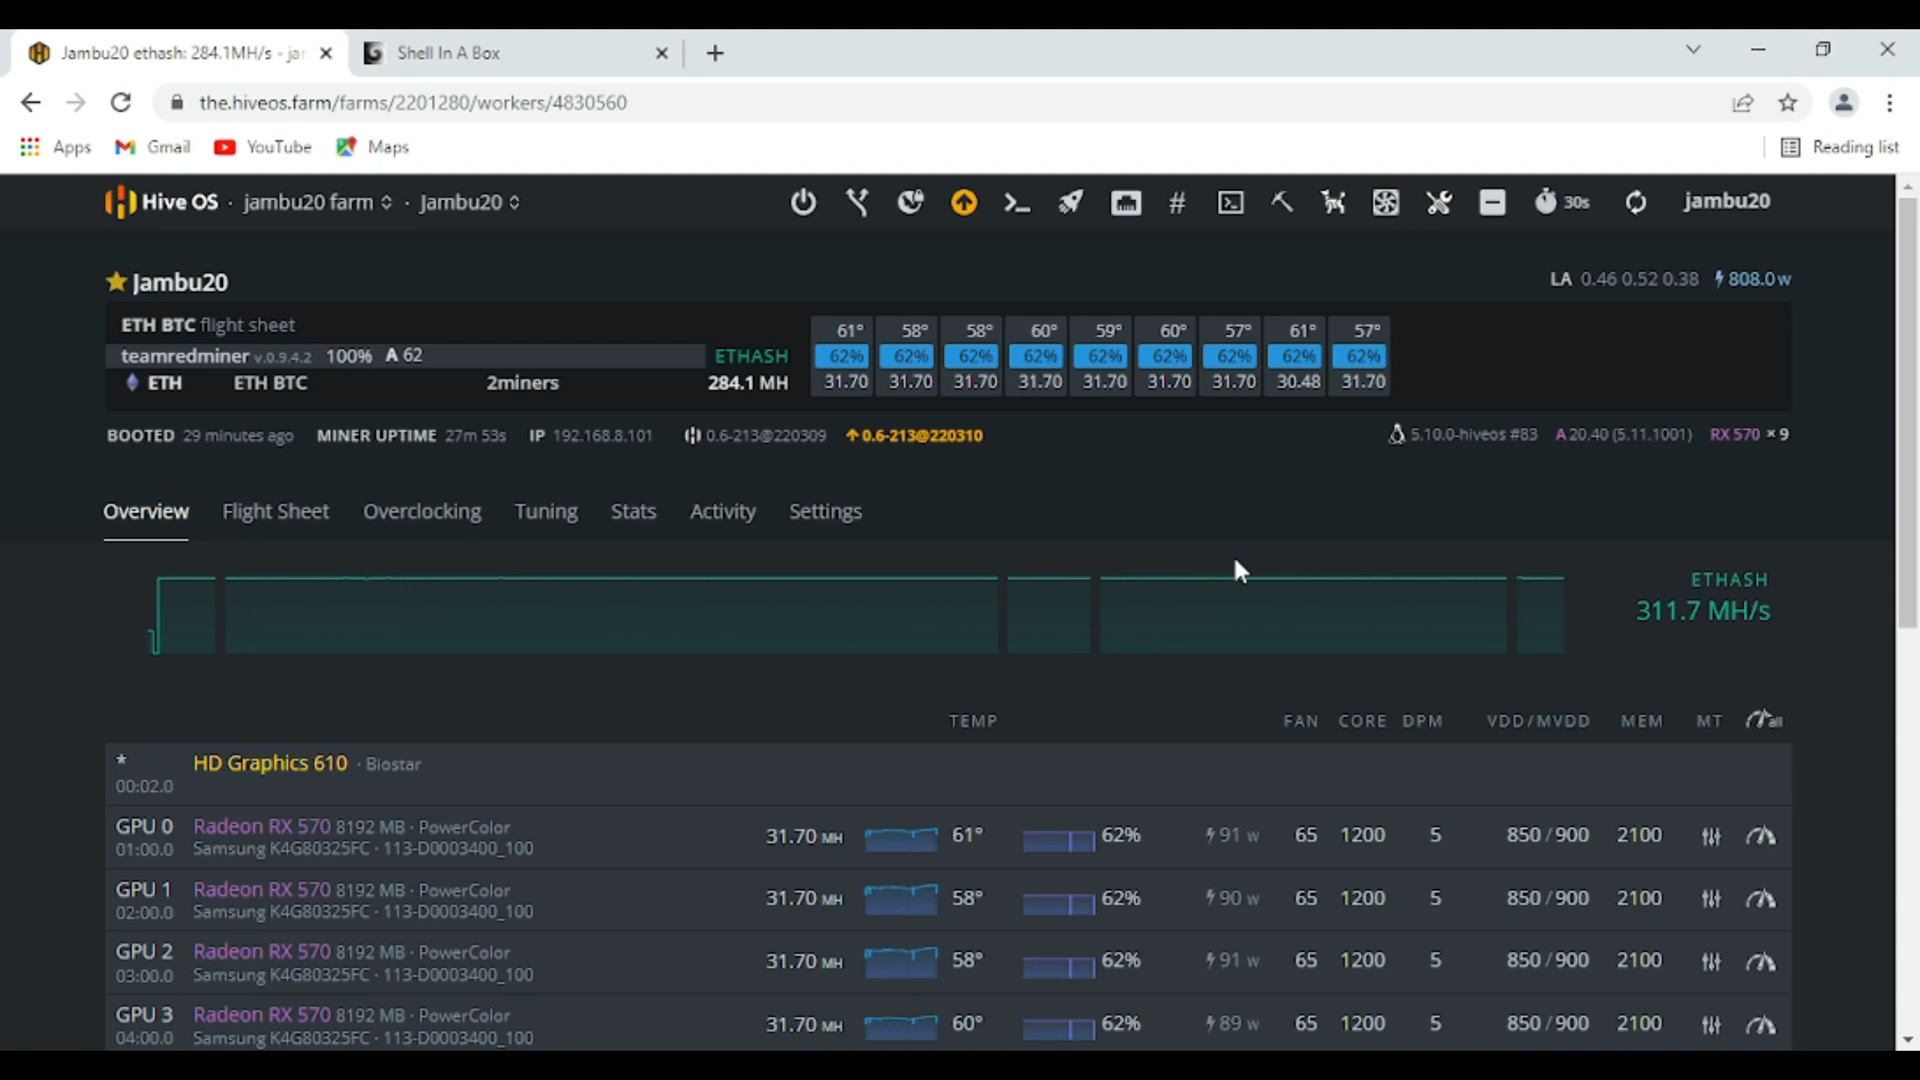 Jambu20 ethash: 284.1MH/s - jar
Shell In A Box
the.hiveos.farm/farms/2201280/workers/4830560
Apps Gmail YouTube Maps Reading list
Hive OS · jambu20 farm · Jambu20 # 30s jambu20
Jambu20 LA 0.46 0.52 0.38 808.0 w
ETH BTC flight sheet 61° 58° 58° 60° 59° 60° 57° 61° 57°
teamredminer v.0.9.4.2 100% A 62 ETHASH 62% 62% 62% 62% 62% 62% 62% 62% 62%
ETH ETH BTC 2miners 284.1 MH 31.70 31.70 31.70 31.70 31.70 31.70 31.70 30.48 31.70
BOOTED 29 minutes ago MINER UPTIME 27m 53s IP 192.168.8.101 0.6-213@220309 0.6-213@220310 5.10.0-hiveos #83 A 20.40 (5.11.1001) RX 570 × 9
Overview Flight Sheet Overclocking Tuning Stats Activity Settings
ETHASH
311.7 MH/s
TEMP FAN CORE DPM VDD/MVDD MEM MT all
* HD Graphics 610 · Biostar
00:02.0
GPU 0 Radeon RX 570 8192 MB · PowerColor 31.70 MH 61° 62% 91 w 65 1200 5 850 / 900 2100
01:00.0 Samsung K4G80325FC · 113-D0003400_100
GPU 1 Radeon RX 570 8192 MB · PowerColor 31.70 MH 58° 62% 90 w 65 1200 5 850 / 900 2100
02:00.0 Samsung K4G80325FC · 113-D0003400_100
GPU 2 Radeon RX 570 8192 MB · PowerColor 31.70 MH 58° 62% 91 w 65 1200 5 850 / 900 2100
03:00.0 Samsung K4G80325FC · 113-D0003400_100
GPU 3 Radeon RX 570 8192 MB · PowerColor 31.70 MH 60° 62% 89 w 65 1200 5 850 / 900 2100
04:00.0 Samsung K4G80325FC · 113-D0003400_100